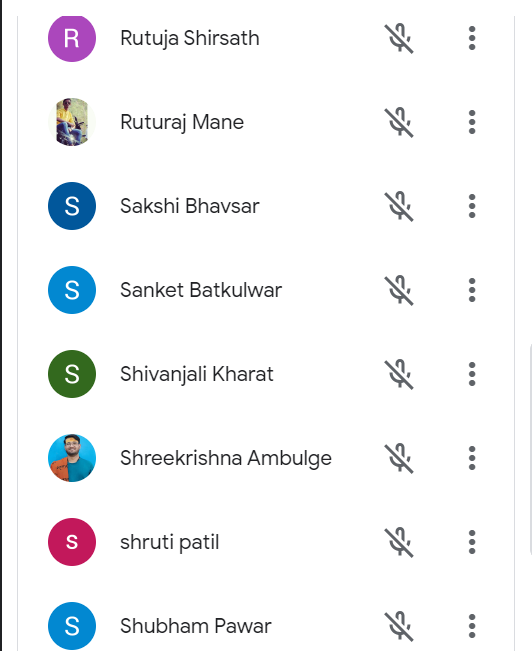 R Rutuja Shirsath
Ruturaj Mane
S Sakshi Bhavsar
S Sanket Batkulwar
S Shivanjali Kharat
Shreekrishna Ambulge
s shruti patil
S Shubham Pawar